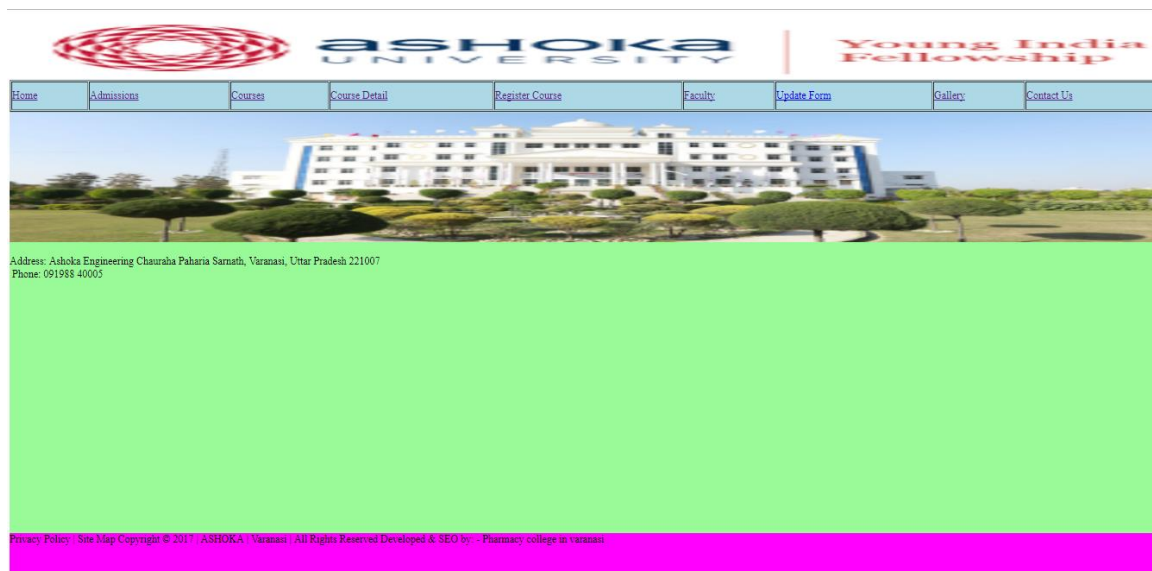 ASHOKA Young India
UNIVERSITY Fellowship
Home Admissions Courses Course Detail Register Course Faculty Update Form Gallery Contact Us
Address: Ashoka Engineering Chauraha Paharia Sarnath, Varanasi, Uttar Pradesh 221007
Phone: 091988 40005
Privacy Policy | Site Map Copyright © 2017 | ASHOKA | Varanasi | All Rights Reserved Developed & SEO by: - Pharmacy college in varanasi